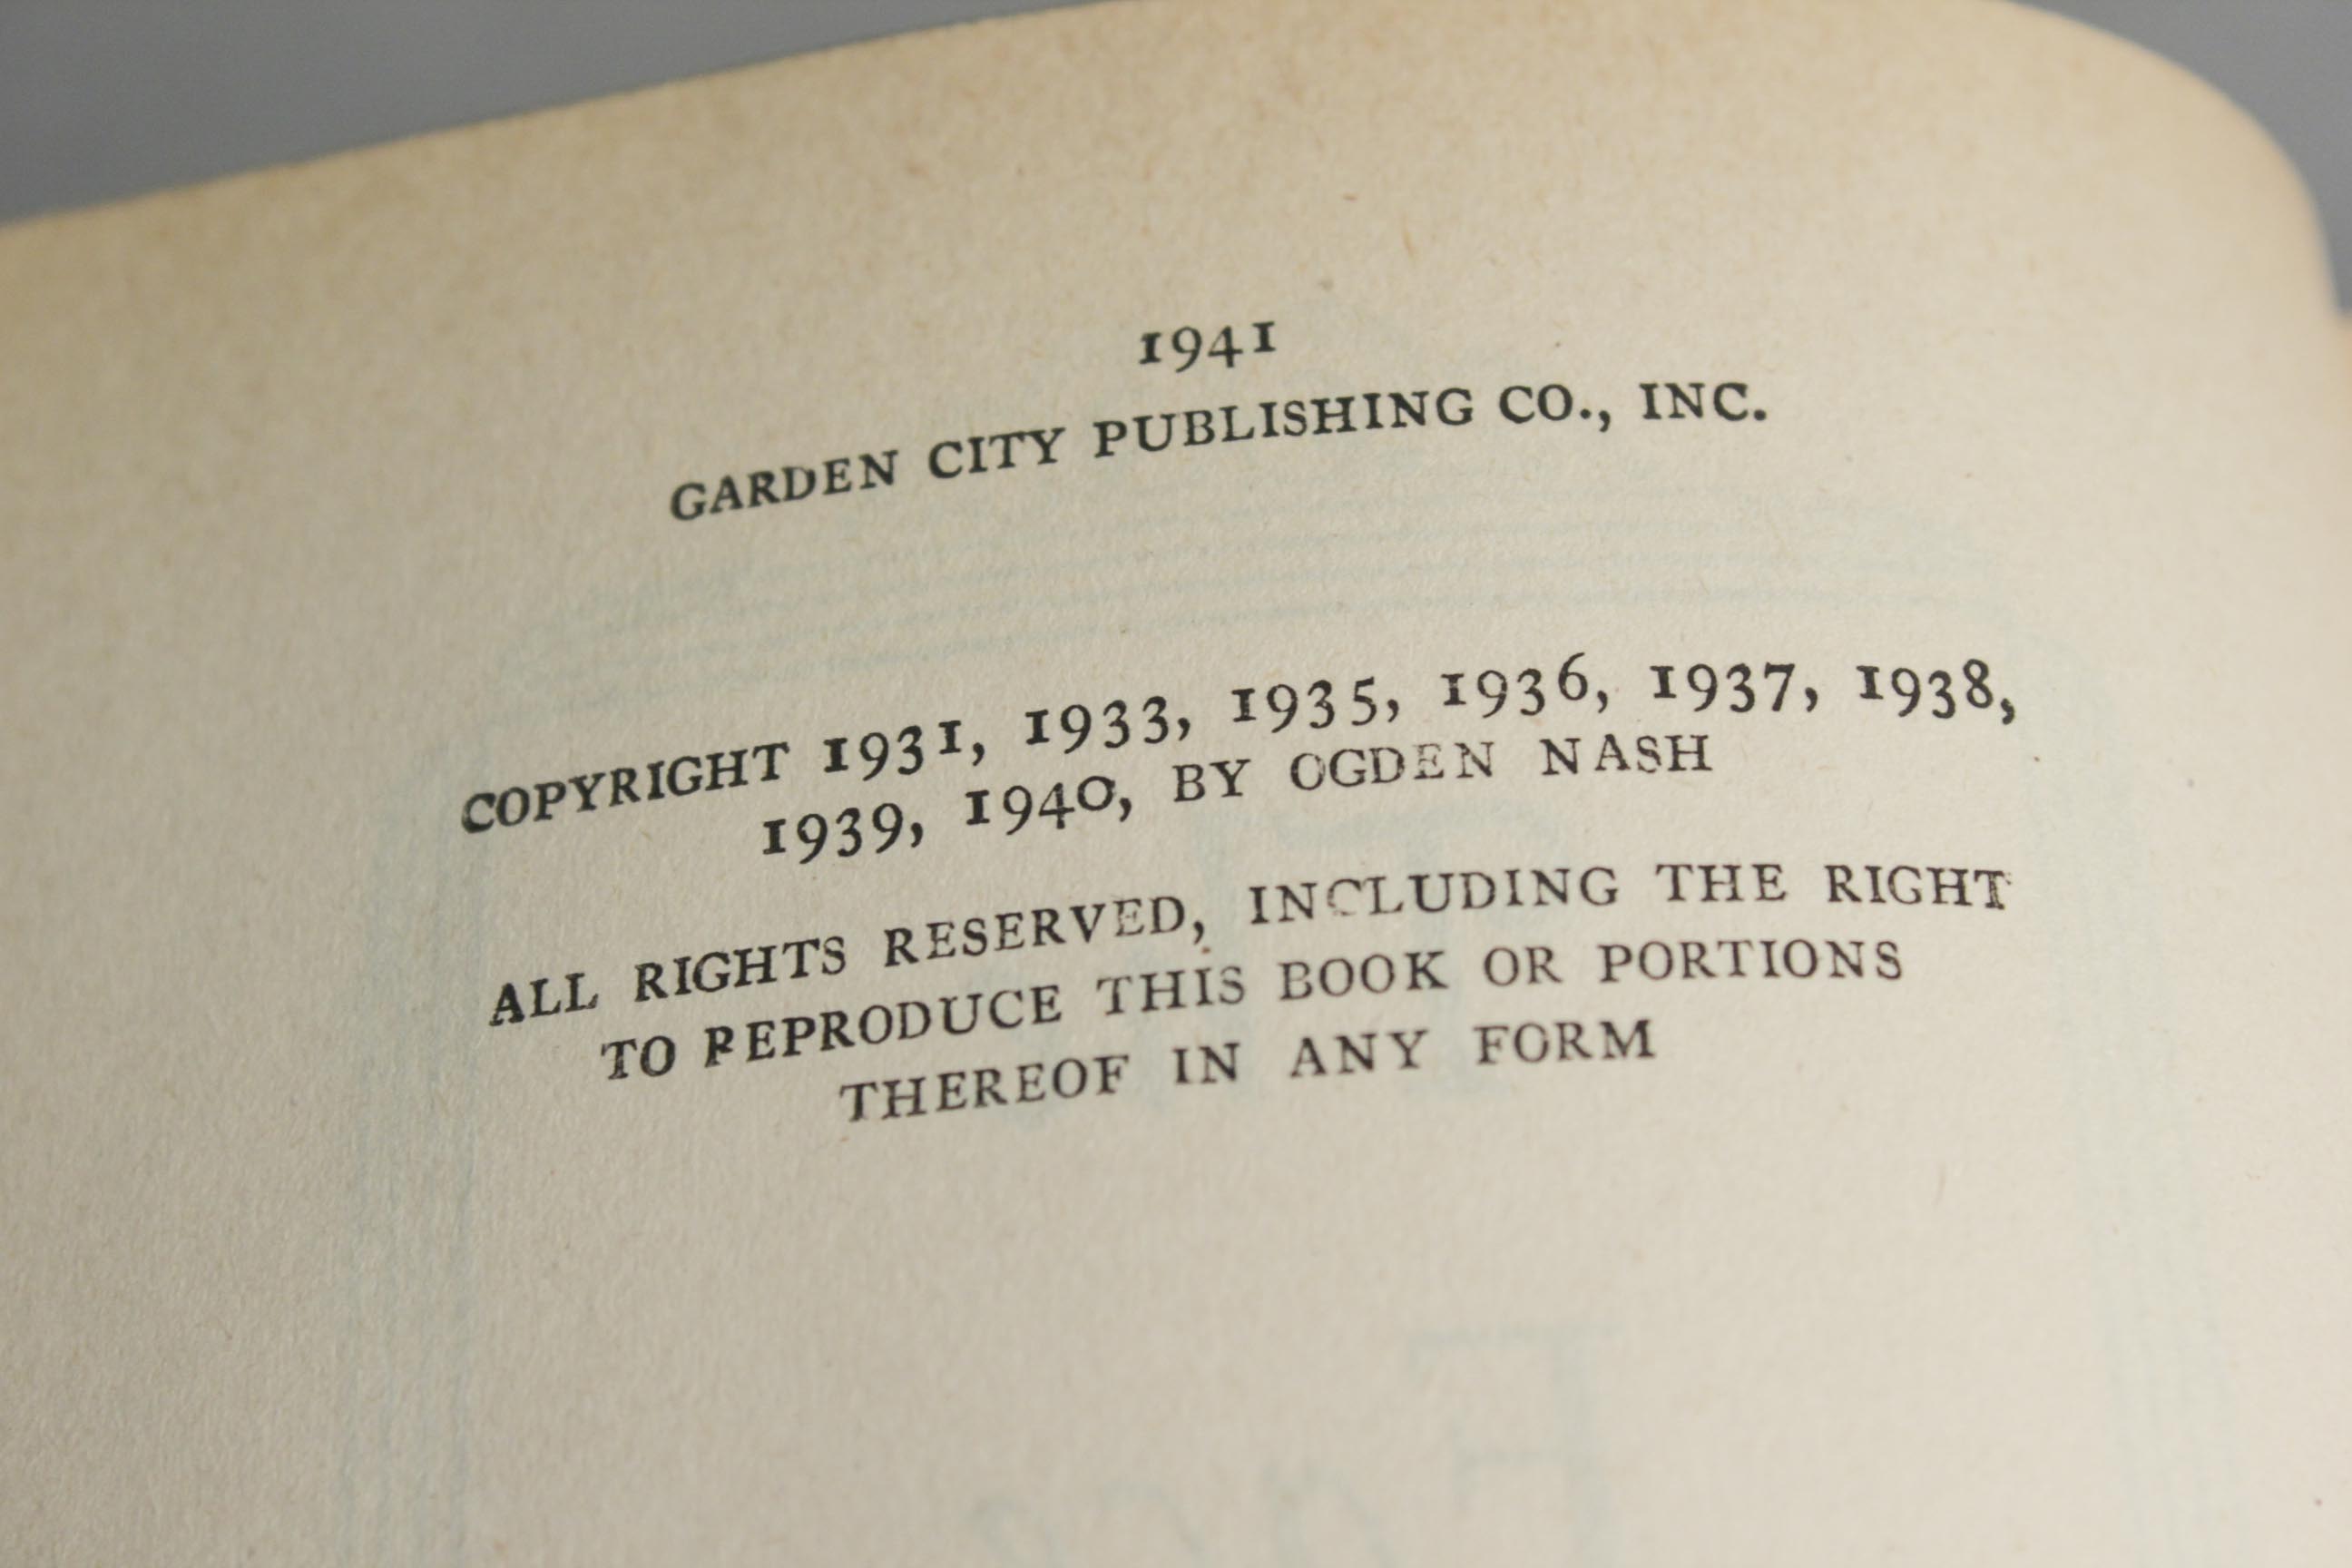 1941
GARDEN CITY PUBLISHING CO., INC.
COPYRIGHT 1931, 1933, 1935, 1936, 1937, 1938,
1939, 1940, BY OGDEN NASH
ALL RIGHTS RESERVED, INCLUDING THE RIGHT
TO REPRODUCE THIS BOOK OR PORTIONS
THEREOF IN ANY FORM